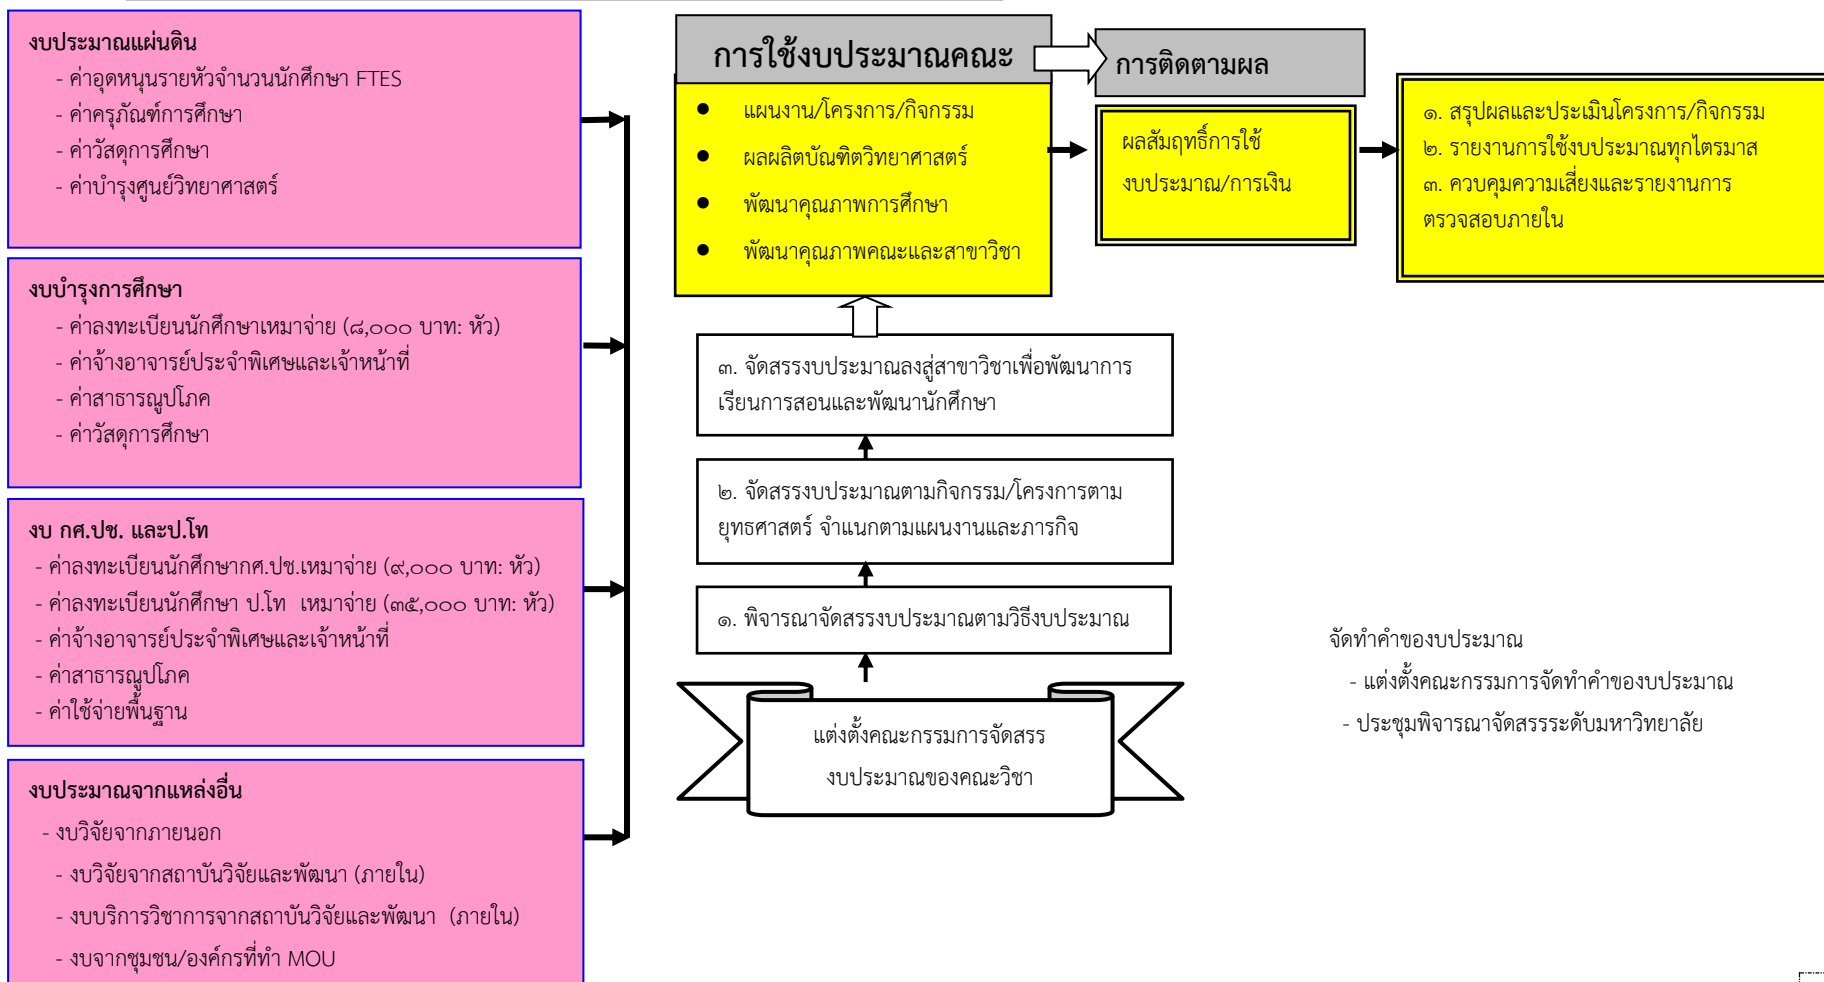 งบประมาณแผ่นดิน
- ค่าอุดหนุนรายหัวจำนวนนักศึกษา FTES
- ค่าครุภัณฑ์การศึกษา
- ค่าวัสดุการศึกษา
- ค่าบำรุงศูนย์วิทยาศาสตร์
งบบำรุงการศึกษา
- ค่าลงทะเบียนนักศึกษาเหมาจ่าย (๘,๐๐๐ บาท: หัว)
- ค่าจ้างอาจารย์ประจำพิเศษและเจ้าหน้าที่
- ค่าสาธารณูปโภค
- ค่าวัสดุการศึกษา
งบ กศ.ปช. และป.โท
- ค่าลงทะเบียนนักศึกษากศ.ปช.เหมาจ่าย (๙,๐๐๐ บาท: หัว)
- ค่าลงทะเบียนนักศึกษา ป.โท เหมาจ่าย (๓๕,๐๐๐ บาท: หัว)
- ค่าจ้างอาจารย์ประจำพิเศษและเจ้าหน้าที่
- ค่าสาธารณูปโภค
- ค่าใช้จ่ายพื้นฐาน
งบประมาณจากแหล่งอื่น
- งบวิจัยจากภายนอก
- งบวิจัยจากสถาบันวิจัยและพัฒนา (ภายใน)
- งบบริการวิชาการจากสถาบันวิจัยและพัฒนา (ภายใน)
- งบจากชุมชน/องค์กรที่ทำ MOU
การใช้งบประมาณคณะ
● แผนงาน/โครงการ/กิจกรรม
● ผลผลิตบัณฑิตวิทยาศาสตร์
● พัฒนาคุณภาพการศึกษา
● พัฒนาคุณภาพคณะและสาขาวิชา
การติดตามผล
ผลสัมฤทธิ์การใช้
งบประมาณ/การเงิน
๑. สรุปผลและประเมินโครงการ/กิจกรรม
๒. รายงานการใช้งบประมาณทุกไตรมาส
๓. ควบคุมความเสี่ยงและรายงานการ
ตรวจสอบภายใน
๓. จัดสรรงบประมาณลงสู่สาขาวิชาเพื่อพัฒนาการ
เรียนการสอนและพัฒนานักศึกษา
๒. จัดสรรงบประมาณตามกิจกรรม/โครงการตาม
ยุทธศาสตร์ จำแนกตามแผนงานและภารกิจ
๑. พิจารณาจัดสรรงบประมาณตามวิธีงบประมาณ
แต่งตั้งคณะกรรมการจัดสรร
งบประมาณของคณะวิชา
จัดทำคำของบประมาณ
- แต่งตั้งคณะกรรมการจัดทำคำของบประมาณ
- ประชุมพิจารณาจัดสรรระดับมหาวิทยาลัย